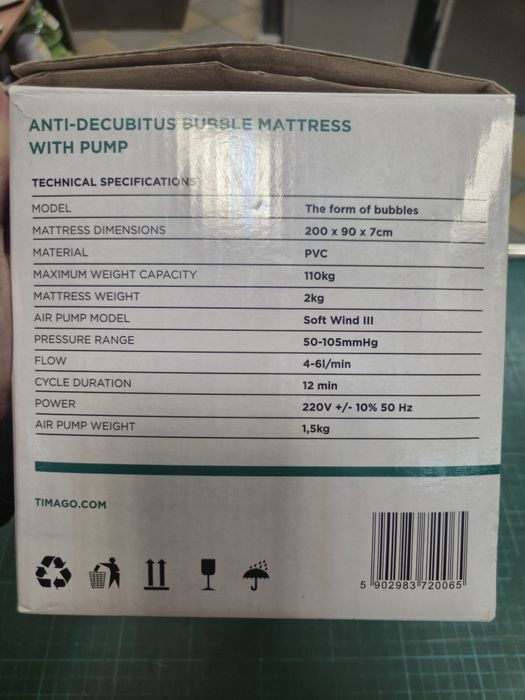 ANTI-DECUBITUS BUBBLE MATTRESS
WITH PUMP
TECHNICAL SPECIFICATIONS
MODEL The form of bubbles
MATTRESS DIMENSIONS 200 x 90 x 7cm
MATERIAL PVC
MAXIMUM WEIGHT CAPACITY 110kg
MATTRESS WEIGHT 2kg
AIR PUMP MODEL Soft Wind III
PRESSURE RANGE 50-105mmHg
FLOW 4-6l/min
CYCLE DURATION 12 min
POWER 220V +/- 10% 50 Hz
AIR PUMP WEIGHT 1,5kg
TIMAGO.COM
5 902983 720065